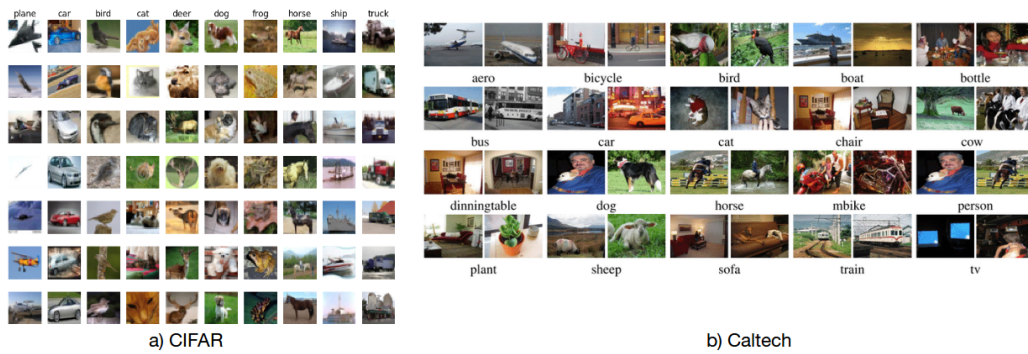 plane car bird cat deer dog frog horse ship truck
aero bicycle bird boat bottle
bus car cat chair cow
dinningtable dog horse mbike person
plant sheep sofa train tv
a) CIFAR
b) Caltech